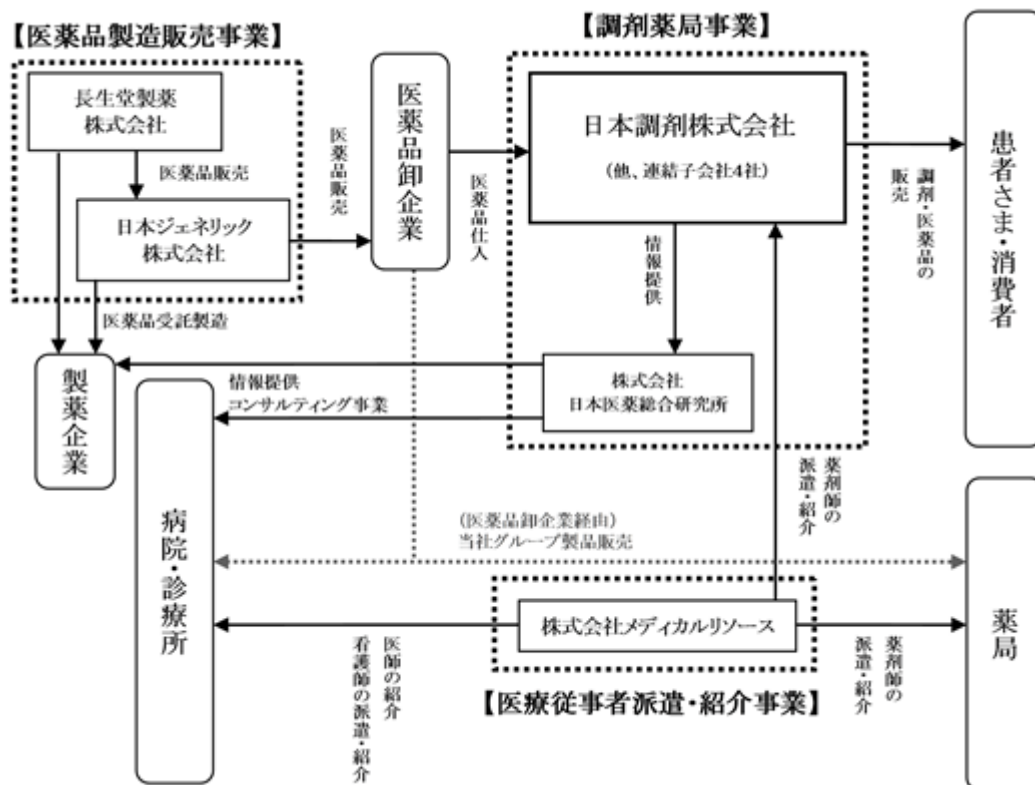 【医薬品製造販売事業】
長生堂製薬
株式会社
医薬品販売
日本ジェネリック
株式会社
医薬品受託製造
製薬企業
医薬品販売
医薬品卸企業
医薬品仕入
【調剤薬局事業】
日本調剤株式会社
(他、連結子会社4社)
情報提供
株式会社
日本医薬総合研究所
調剤・医薬品の
販売
患者さま・消費者
情報提供
コンサルティング事業
病院・診療所
(医薬品卸企業経由)
当社グループ製品販売
薬剤師の
派遣・紹介
株式会社メディカルリソース
【医療従事者派遣・紹介事業】
医師の紹介
看護師の派遣・紹介
薬剤師の
派遣・紹介
薬局